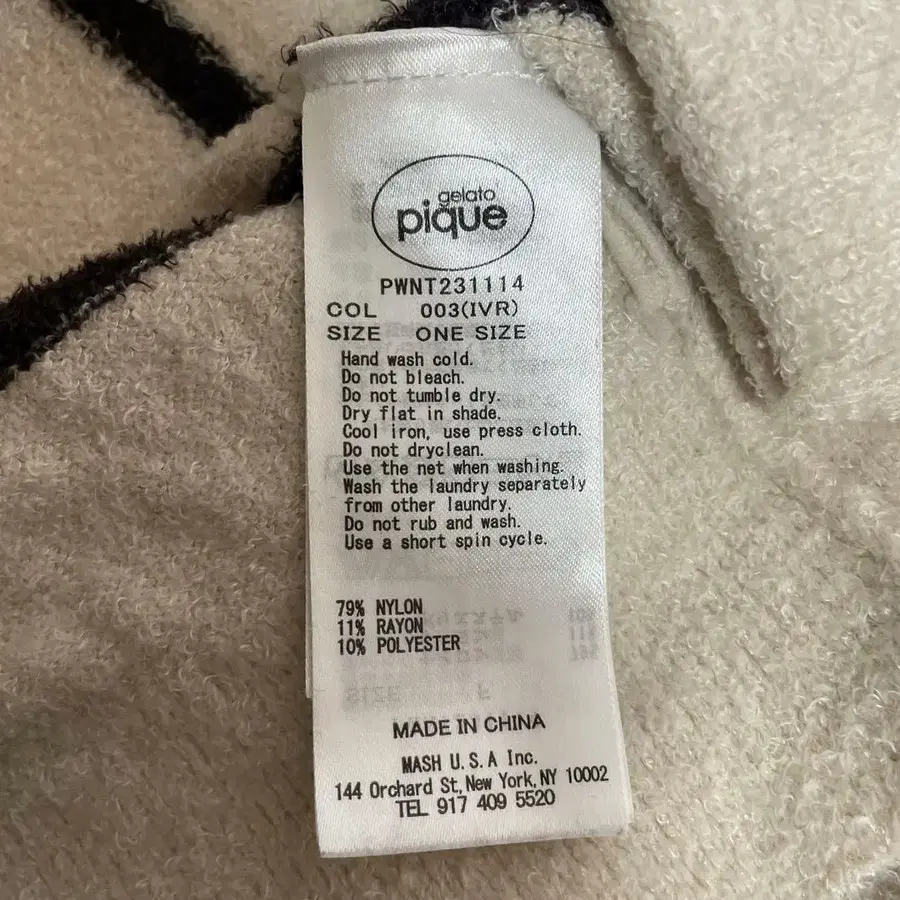 gelato
pique
PWNT231114
COL 003(IVR)
SIZE ONE SIZE
Hand wash cold.
Do not bleach.
Do not tumble dry.
Dry flat in shade.
Cool iron, use press cloth.
Do not dryclean.
Use the net when washing.
Wash the laundry separately
from other laundry.
Do not rub and wash.
Use a short spin cycle.
79% NYLON
11% RAYON
10% POLYESTER
SIZE F
MADE IN CHINA
MASH U.S.A Inc.
144 Orchard St, New York, NY 10002
TEL 917 409 5520